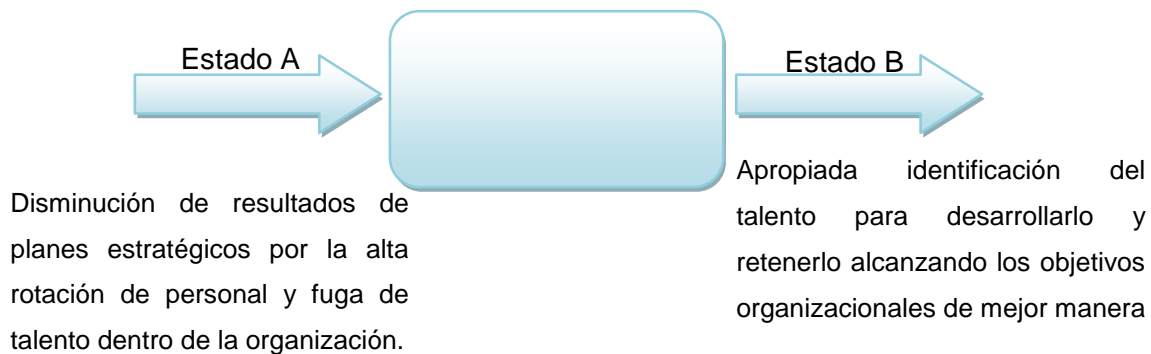 Estado A
Estado B
Disminución de resultados de
planes estratégicos por la alta
rotación de personal y fuga de
talento dentro de la organización.
Apropiada identificación del
talento para desarrollarlo y
retenerlo alcanzando los objetivos
organizacionales de mejor manera